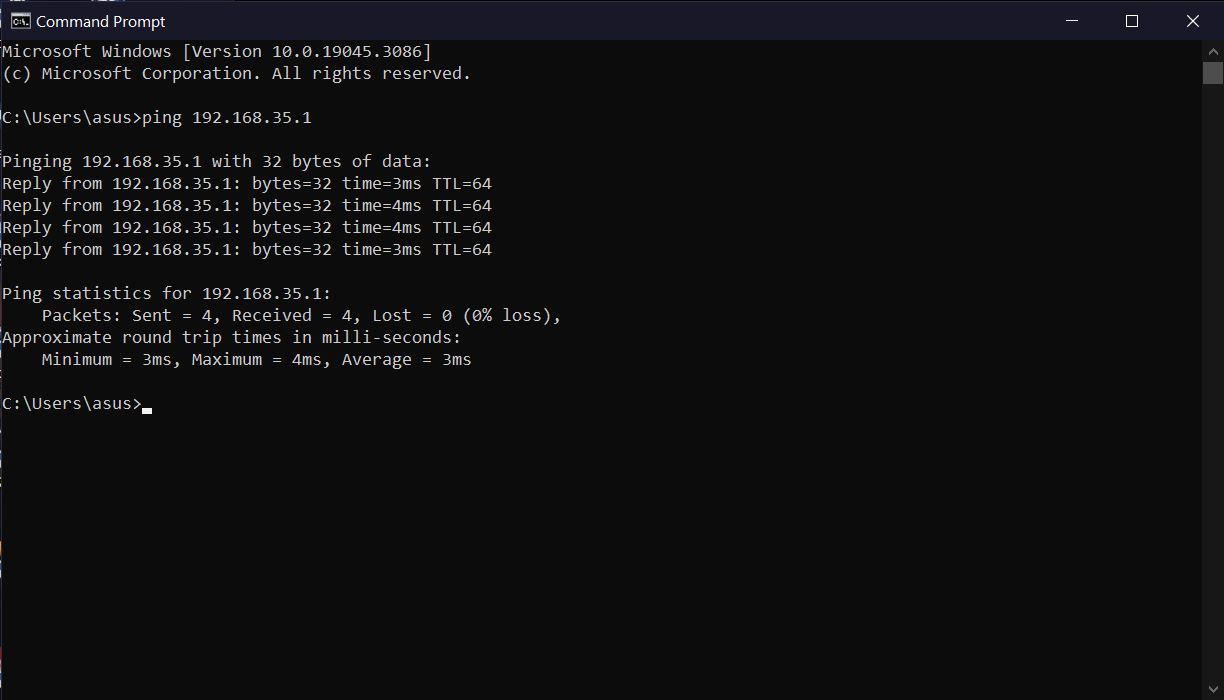 Command Prompt
Microsoft Windows [Version 10.0.19045.3086]
(c) Microsoft Corporation. All rights reserved.
C:\Users\asus>ping 192.168.35.1
Pinging 192.168.35.1 with 32 bytes of data:
Reply from 192.168.35.1: bytes=32 time=3ms TTL=64
Reply from 192.168.35.1: bytes=32 time=4ms TTL=64
Reply from 192.168.35.1: bytes=32 time=4ms TTL=64
Reply from 192.168.35.1: bytes=32 time=3ms TTL=64
Ping statistics for 192.168.35.1:
    Packets: Sent = 4, Received = 4, Lost = 0 (0% loss),
Approximate round trip times in milli-seconds:
    Minimum = 3ms, Maximum = 4ms, Average = 3ms
C:\Users\asus>